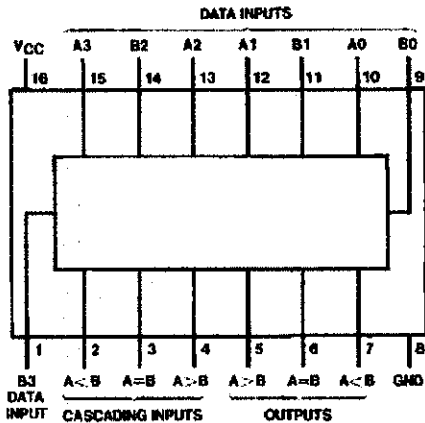 DATA INPUTS
VCC A3 B2 A2 A1 B1 A0 B0
16 15 14 13 12 11 10 9
1 2 3 4 5 6 7 8
B3 A<B A=B A>B A>B A=B A<B GND
DATA
INPUT CASCADING INPUTS OUTPUTS